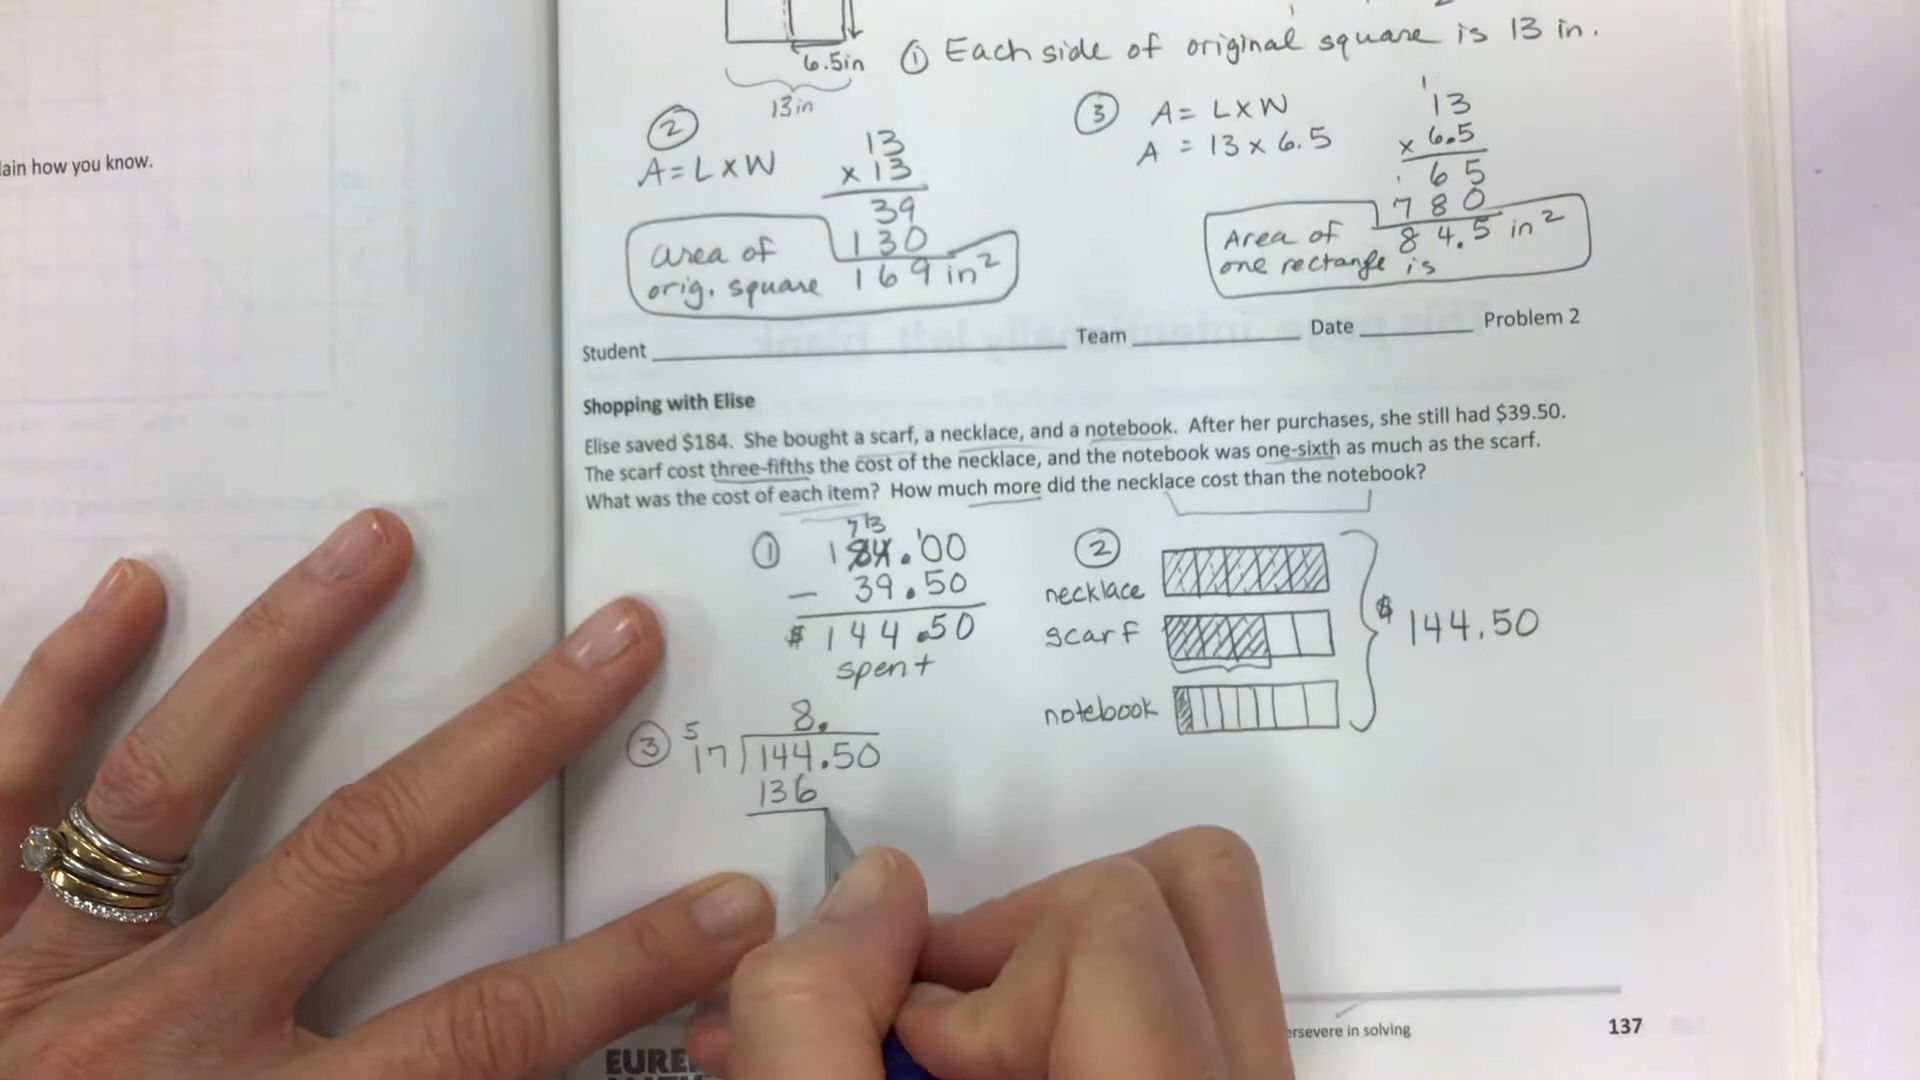 6.5in
13in
① Each side of original square is 13 in.
②
A = L x W
13
x 13
39
130
169 in²
area of
orig. square
③ A = L x W
A = 13 x 6.5
1
13
x 6.5
65
780
84.5 in²
Area of
one rectangle is
ain how you know.
Student Team Date Problem 2
Shopping with Elise
Elise saved $184. She bought a scarf, a necklace, and a notebook. After her purchases, she still had $39.50.
The scarf cost three-fifths the cost of the necklace, and the notebook was one-sixth as much as the scarf.
What was the cost of each item? How much more did the necklace cost than the notebook?
① 7 13
184.100
- 39.50
$ 144.50
spent
②
necklace
scarf
notebook
$ 144.50
③ 5
8.
17)144.50
136
ersevere in solving
137
EURE